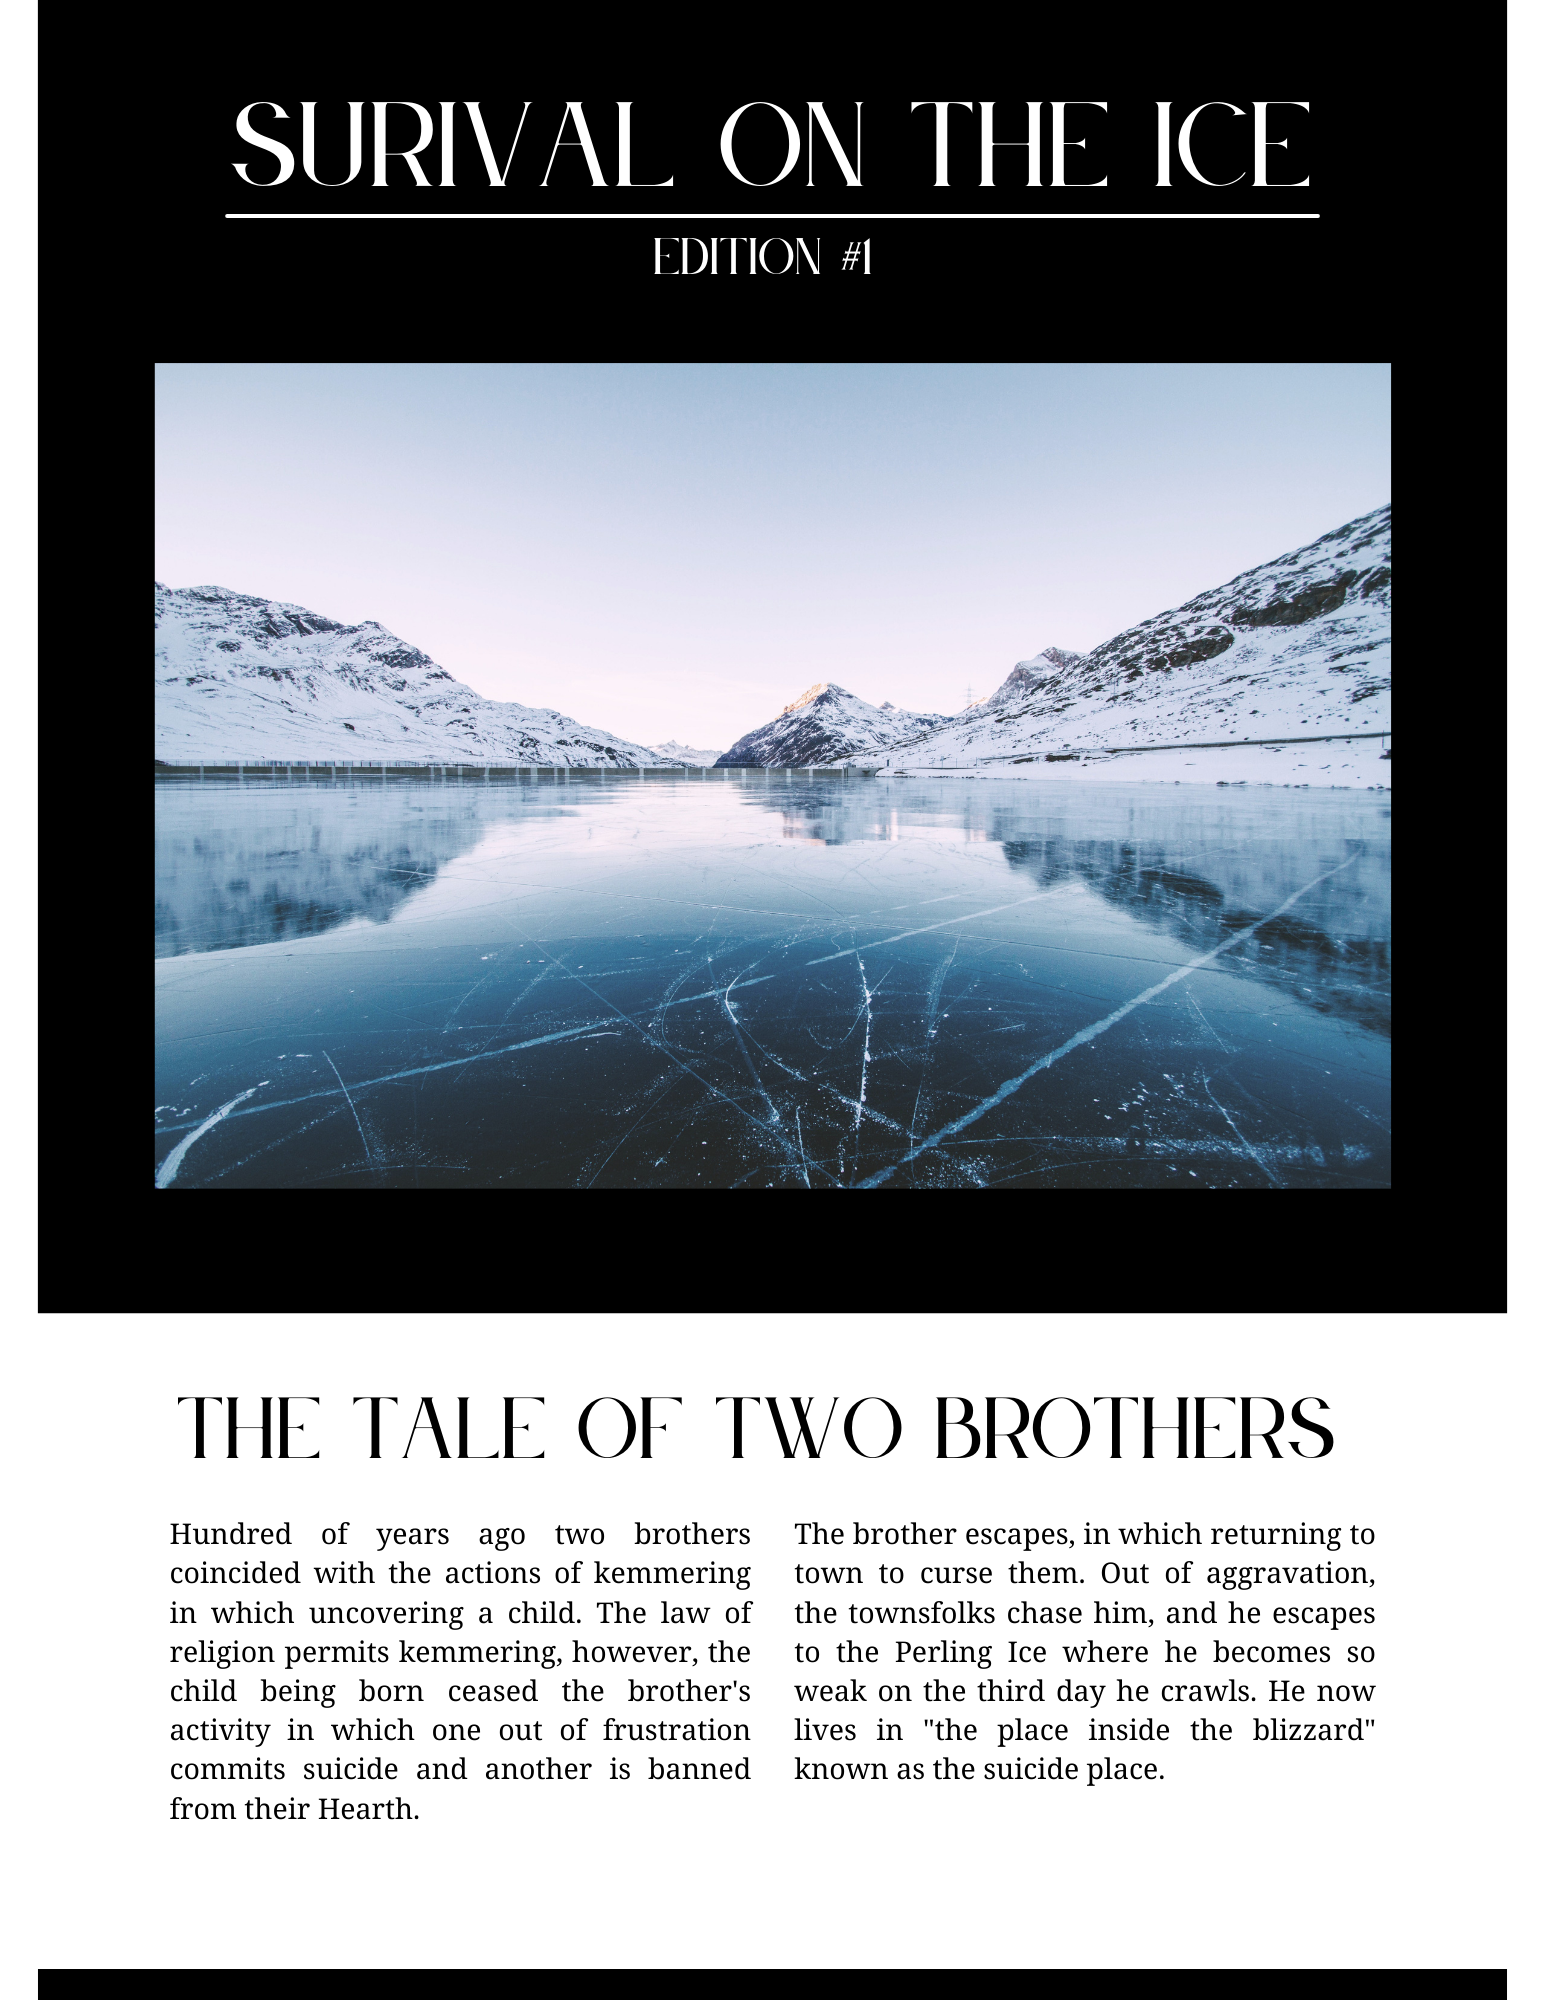 SURIVAL ON THE ICE
EDITION #1
THE TALE OF TWO BROTHERS
Hundred of years ago two brothers
coincided with the actions of kemmering
in which uncovering a child. The law of
religion permits kemmering, however, the
child being born ceased the brother's
activity in which one out of frustration
commits suicide and another is banned
from their Hearth.
The brother escapes, in which returning to
town to curse them. Out of aggravation,
the townsfolks chase him, and he escapes
to the Perling Ice where he becomes so
weak on the third day he crawls. He now
lives in "the place inside the blizzard"
known as the suicide place.